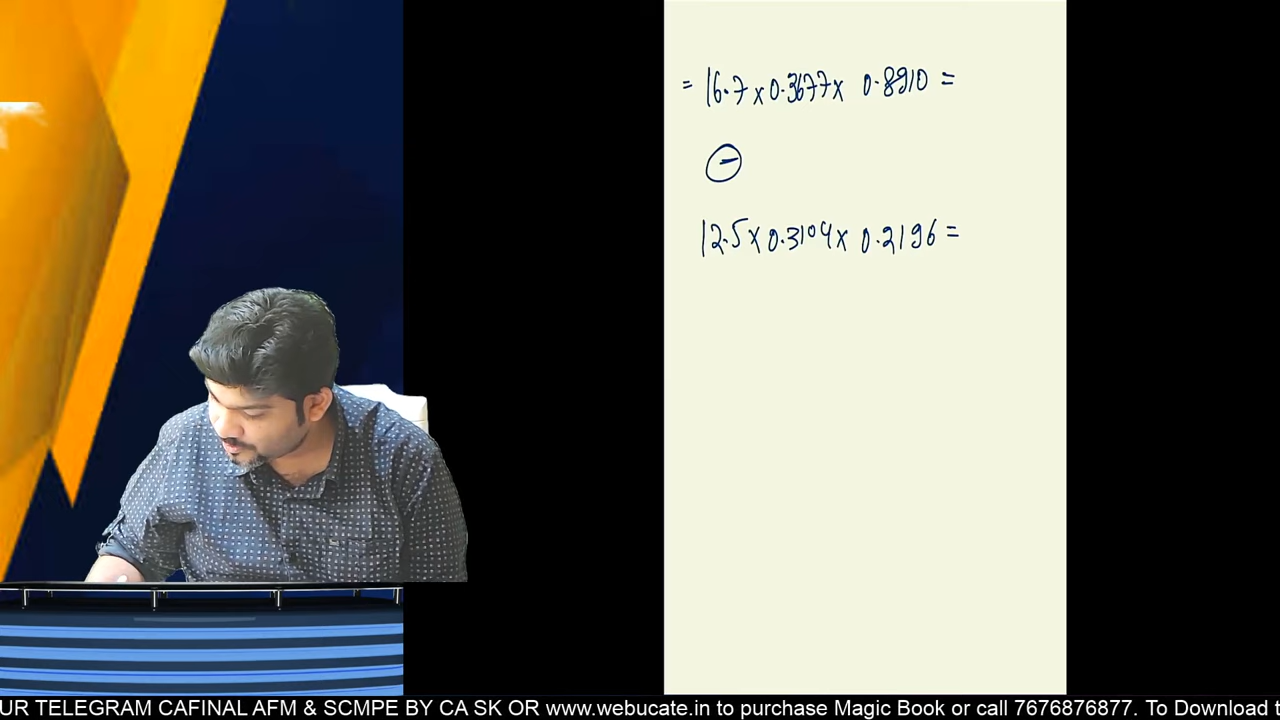 = 16.7 x 0.3677 x 0.8910 =
-
12.5 x 0.3104 x 0.2196 =
UR TELEGRAM CAFINAL AFM & SCMPE BY CA SK OR www.webucate.in to purchase Magic Book or call 7676876877. To Download t